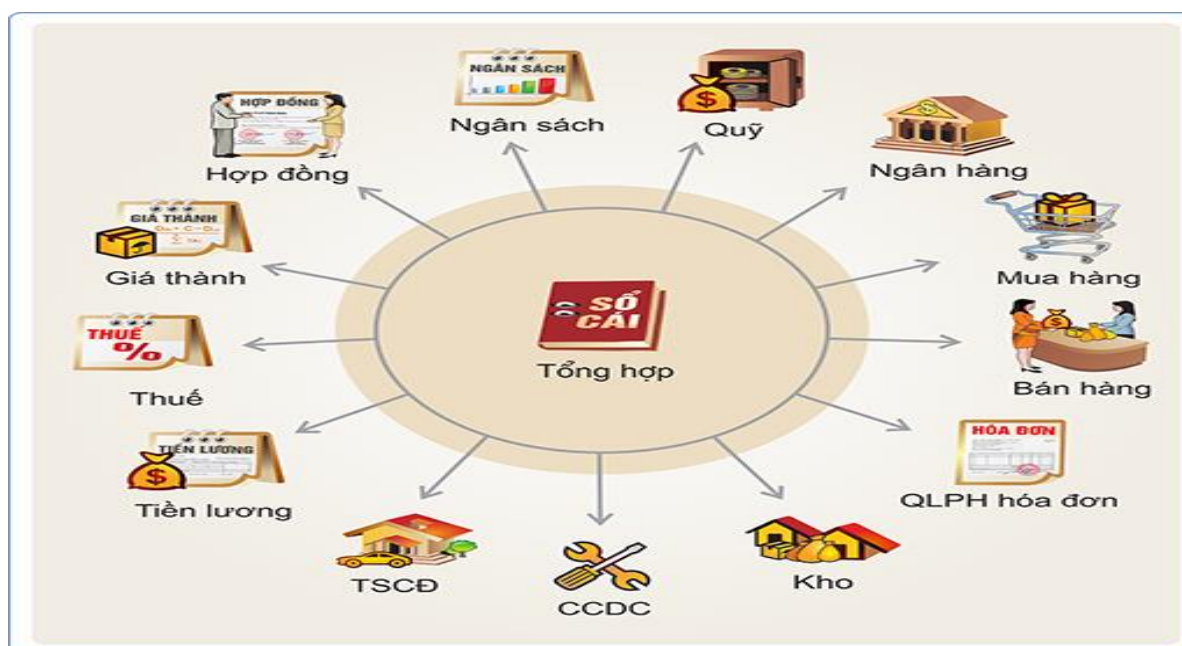 NGÂN SÁCH
Ngân sách
Quỹ
HỢP ĐỒNG
Hợp đồng
Ngân hàng
GIÁ THÀNH
Giá thành
Mua hàng
SỔ CÁI
Tổng hợp
THUẾ
%
Thuế
Bán hàng
TIỀN LƯƠNG
Tiền lương
HÓA ĐƠN
QLPH hóa đơn
TSCĐ
CCDC
Kho